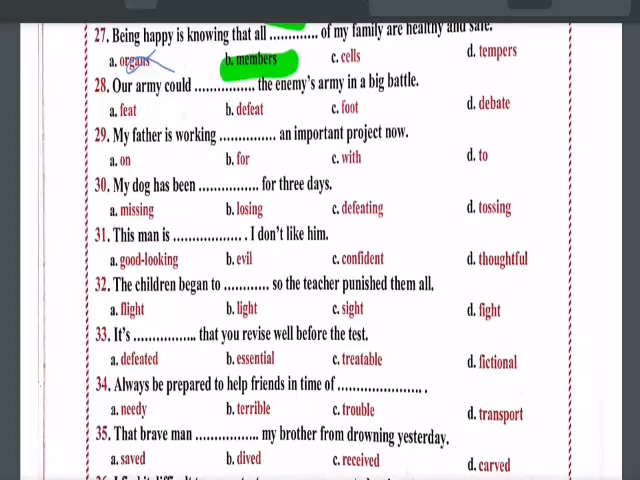 27. Being happy is knowing that all ............. of my family are healthy and safe.
a. organs b. members c. cells d. tempers
28. Our army could ................ the enemy's army in a big battle.
a. feat b. defeat c. foot d. debate
29. My father is working ............... an important project now.
a. on b. for c. with d. to
30. My dog has been ................ for three days.
a. missing b. losing c. defeating d. tossing
31. This man is .................. . I don't like him.
a. good-looking b. evil c. confident d. thoughtful
32. The children began to ............ so the teacher punished them all.
a. flight b. light c. sight d. fight
33. It's ................ that you revise well before the test.
a. defeated b. essential c. treatable d. fictional
34. Always be prepared to help friends in time of ...................... .
a. needy b. terrible c. trouble d. transport
35. That brave man ................. my brother from drowning yesterday.
a. saved b. dived c. received d. carved